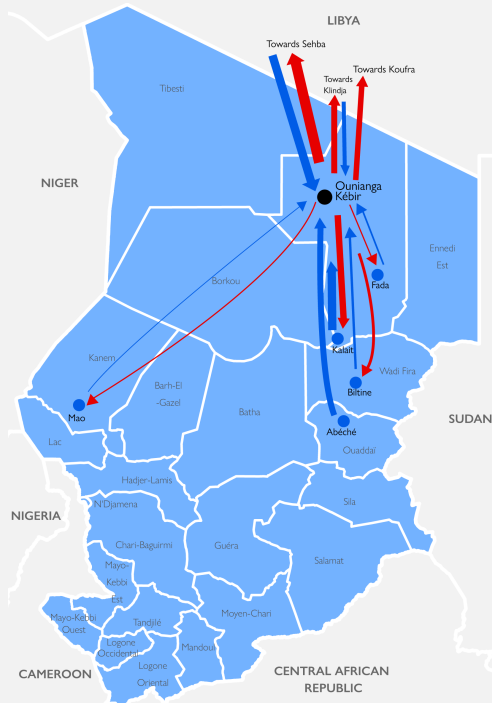 LIBYA
Towards Sehba
Towards
Klindja
Towards Koufra
Tibesti
NIGER
Ounianga
Kébir
Ennedi
Est
Borkou
Fada
Kalaït
Kanem
Wadi Fira
Barh-El
-Gazel
Biltine
Mao
Batha
SUDAN
Abéché
Lac
Ouaddaï
Hadjer-Lamis
N'Djamena
Sila
NIGERIA
Chari-Baguirmi
Guéra
Salamat
Mayo-
Kebbi
Est
Mayo-Kebbi
Ouest
Moyen-Chari
Tandjilé
Logone
Occidental
Mandoul
Logone
Oriental
CAMEROON
CENTRAL AFRICAN
REPUBLIC